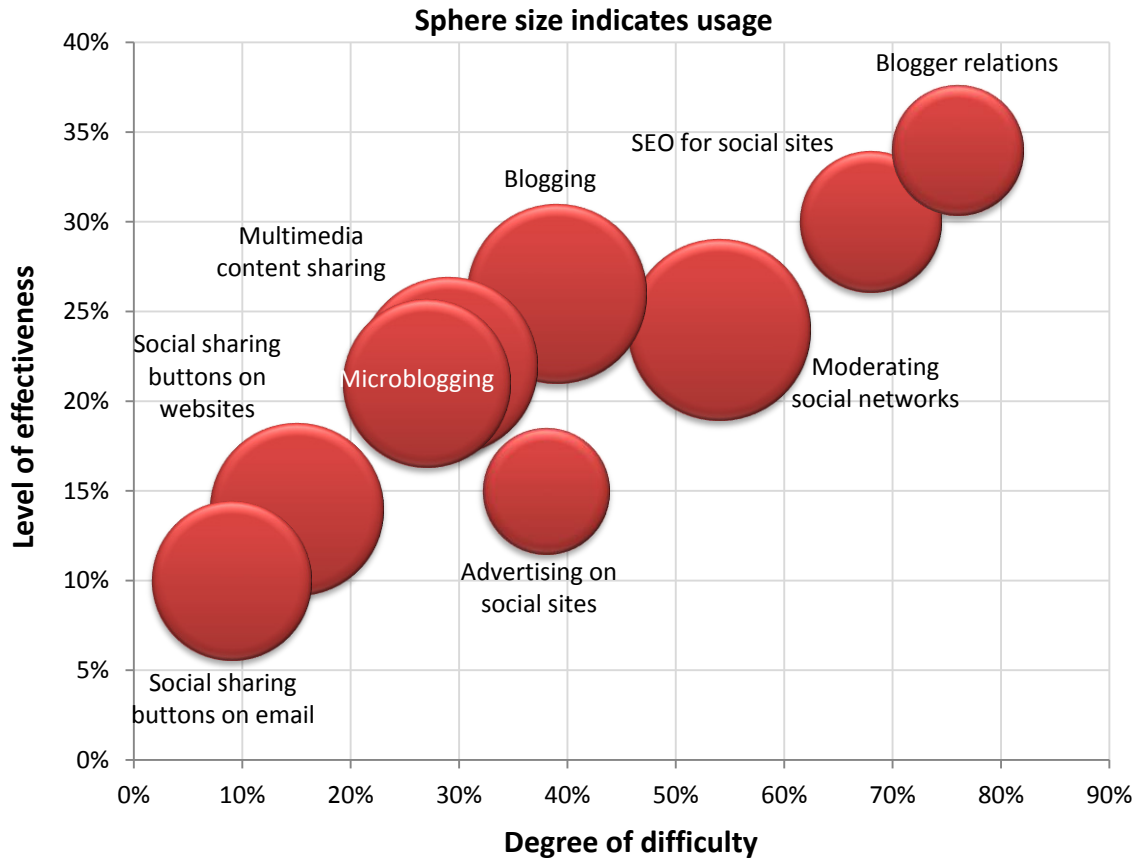 Sphere size indicates usage
40%
35%
30%
25%
20%
15%
10%
5%
0%
Level of effectiveness
Blogger relations
SEO for social sites
Blogging
Multimedia
content sharing
Social sharing
buttons on
websites
Microblogging
Moderating
social networks
Advertising on
social sites
Social sharing
buttons on email
0%
10%
20%
30%
40%
50%
60%
70%
80%
90%
Degree of difficulty